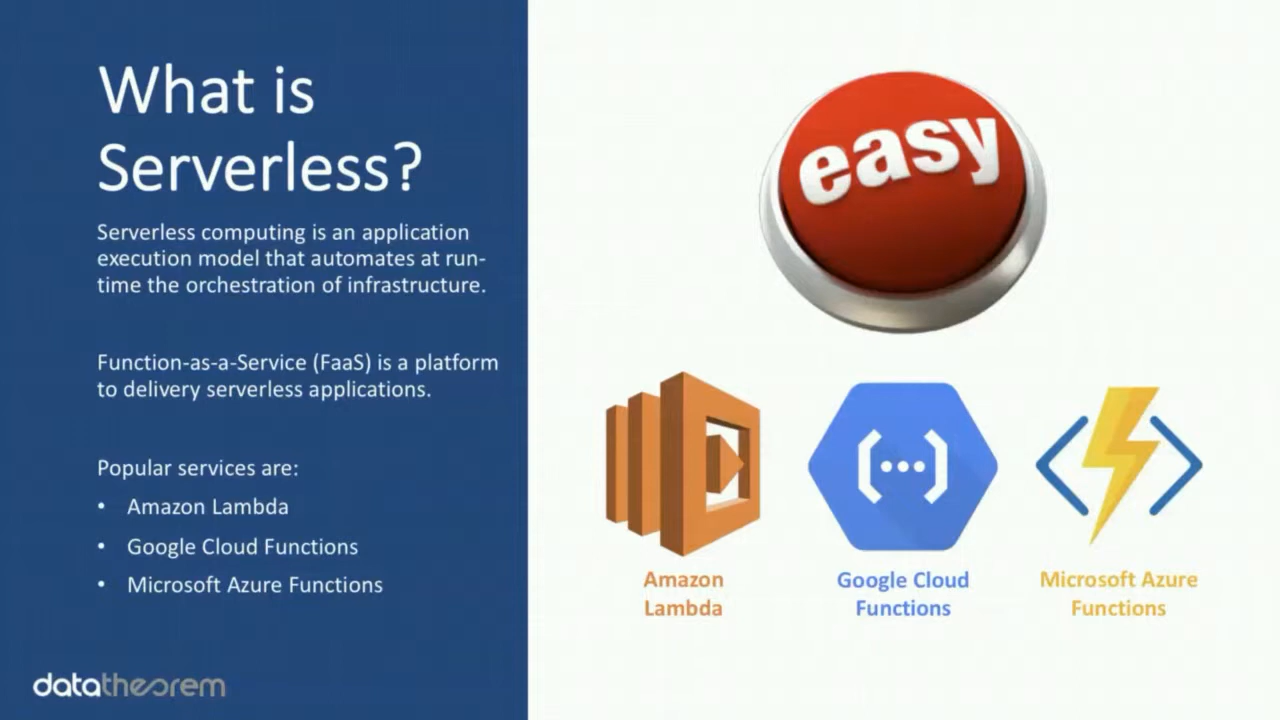 What is
Serverless?
Serverless computing is an application
execution model that automates at run-
time the orchestration of infrastructure.
Function-as-a-Service (FaaS) is a platform
to delivery serverless applications.
Popular services are:
• Amazon Lambda
• Google Cloud Functions
• Microsoft Azure Functions
datatheorem
easy
Amazon
Lambda
Google Cloud
Functions
Microsoft Azure
Functions